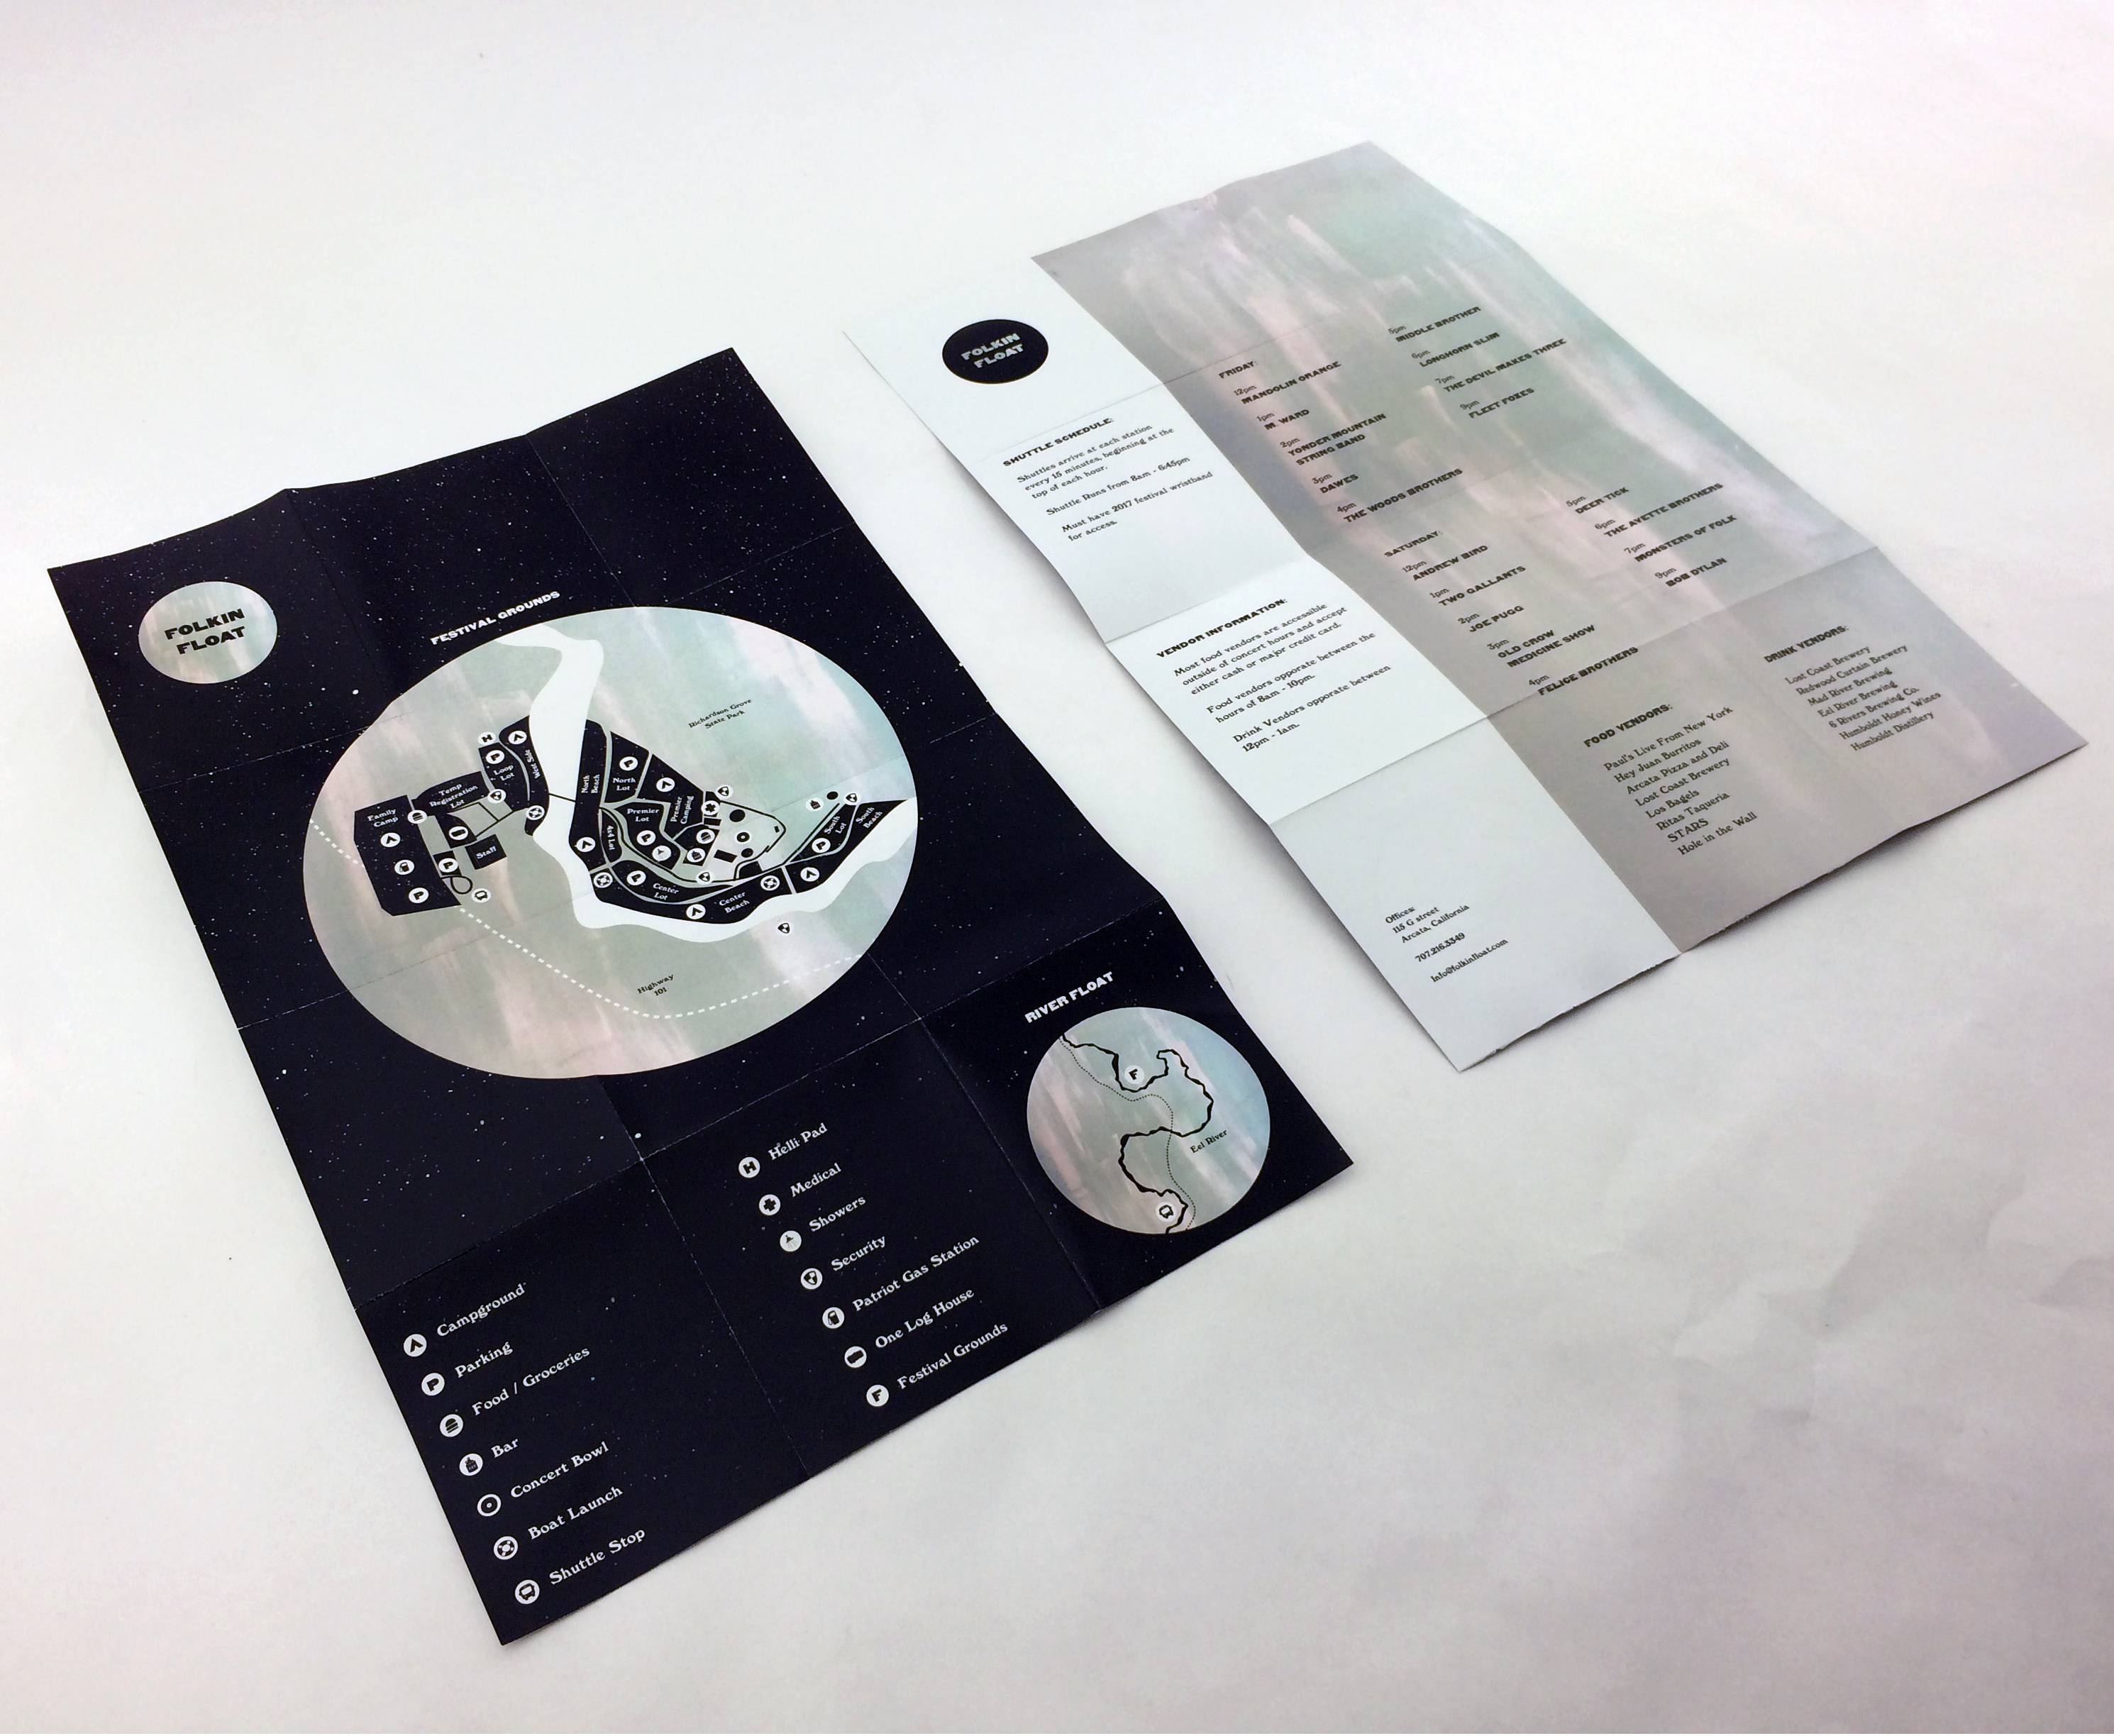 FOLKIN
FLOAT
FESTIVAL GROUNDS
Richardson Grove
State Park
Loop
Lot
West Side
Temp
Registration
Lot
Family
Camp
Staff
North
Beach
North
Lot
Premier
Lot
Premier
Camping
4x4 Lot
Center
Lot
Center
Beach
South
Lot
South
Beach
Highway
101
RIVER FLOAT
F
Eel River
Campground
Parking
Food / Groceries
Bar
Concert Bowl
Boat Launch
Shuttle Stop
H Helli Pad
Medical
Showers
Security
Patriot Gas Station
One Log House
F Festival Grounds
FOLKIN
FLOAT
SHUTTLE SCHEDULE:
Shuttles arrive at each station
every 15 minutes, beginning at the
top of each hour.
Shuttle Runs from 8am - 6:45pm
Must have 2017 festival wristband
for access.
VENDOR INFORMATION:
Most food vendors are accessible
outside of concert hours and accept
either cash or major credit card.
Food vendors opporate between the
hours of 8am - 10pm.
Drink Vendors opporate between
12pm - 1am.
Offices:
115 G street
Arcata, California
707.216.3349
Info@folkinfloat.com
FRIDAY:
12pm
MANDOLIN ORANGE
1pm
M. WARD
2pm
YONDER MOUNTAIN
STRING BAND
3pm
DAWES
4pm
THE WOODS BROTHERS
5pm
MIDDLE BROTHER
6pm
LONGHORN SLIM
7pm
THE DEVIL MAKES THREE
9pm
FLEET FOXES
SATURDAY:
12pm
ANDREW BIRD
1pm
TWO GALLANTS
2pm
JOE PUGG
3pm
OLD CROW
MEDICINE SHOW
4pm
FELICE BROTHERS
5pm
DEER TICK
6pm
THE AVETTE BROTHERS
7pm
MONSTERS OF FOLK
9pm
BOB DYLAN
FOOD VENDORS:
Paul's Live From New York
Hey Juan Burritos
Arcata Pizza and Deli
Lost Coast Brewery
Los Bagels
Ritas Taqueria
STARS
Hole in the Wall
DRINK VENDORS:
Lost Coast Brewery
Redwood Curtain Brewery
Mad River Brewing
Eel River Brewing
6 Rivers Brewing Co.
Humboldt Honey Wines
Humboldt Distillery